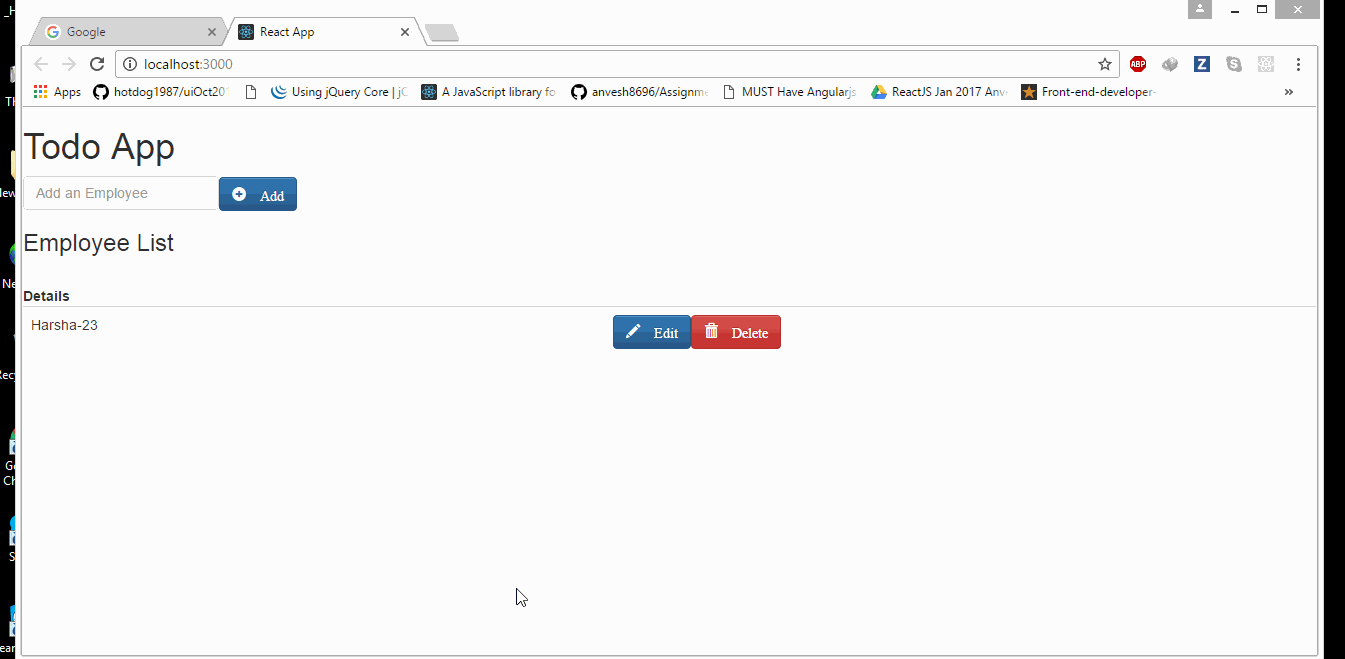 Google
React App
localhost:3000
Apps
hotdog1987/uiOct201
Using jQuery Core | jC
A JavaScript library fo
anvesh8696/Assignme
MUST Have Angularjs
ReactJS Jan 2017 Anv
Front-end-developer-
ABP
Z
S
Todo App
Add an Employee
Add
Employee List
Details
Harsha-23
Edit
Delete